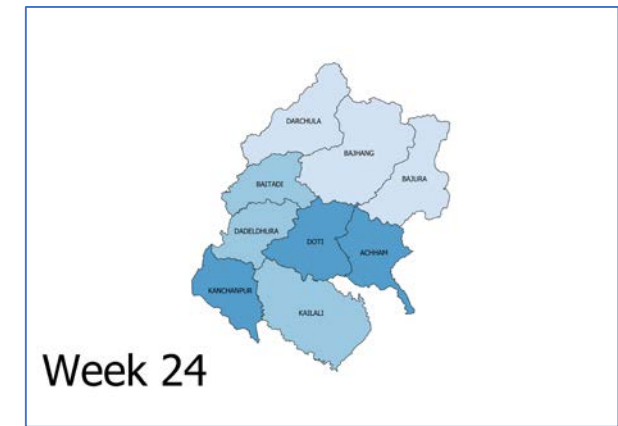 DARCHULA
BAJHANG
BAJURA
BAITADI
DADELDHURA
DOTI
ACHHAM
KANCHANPUR
KAILALI
Week 24